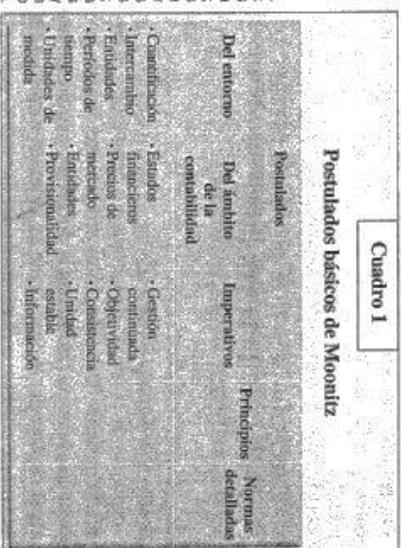 Cuadro 1
Postulados básicos de Moonitz
Postulados
Principios
Normas
detalladas
Del entorno
Del ámbito
de la
contabilidad
Imperativos
• Cuantificación
• Intercambio
• Entidades
• Períodos de
tiempo
• Unidades de
medida
• Estados
financieros
• Precios de
mercado
• Entidades
• Provisionalidad
• Gestión
continuada
• Objetividad
• Consistencia
• Unidad
estable
• Información